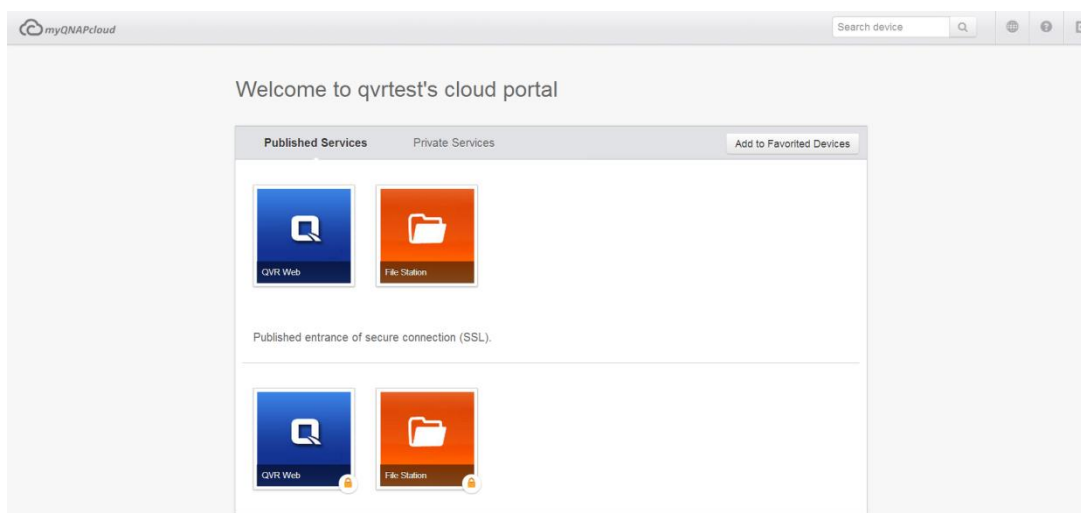 myQNAPcloud
Search device
Welcome to qvrtest's cloud portal
Published Services Private Services Add to Favorited Devices
QVR Web File Station
Published entrance of secure connection (SSL).
QVR Web File Station